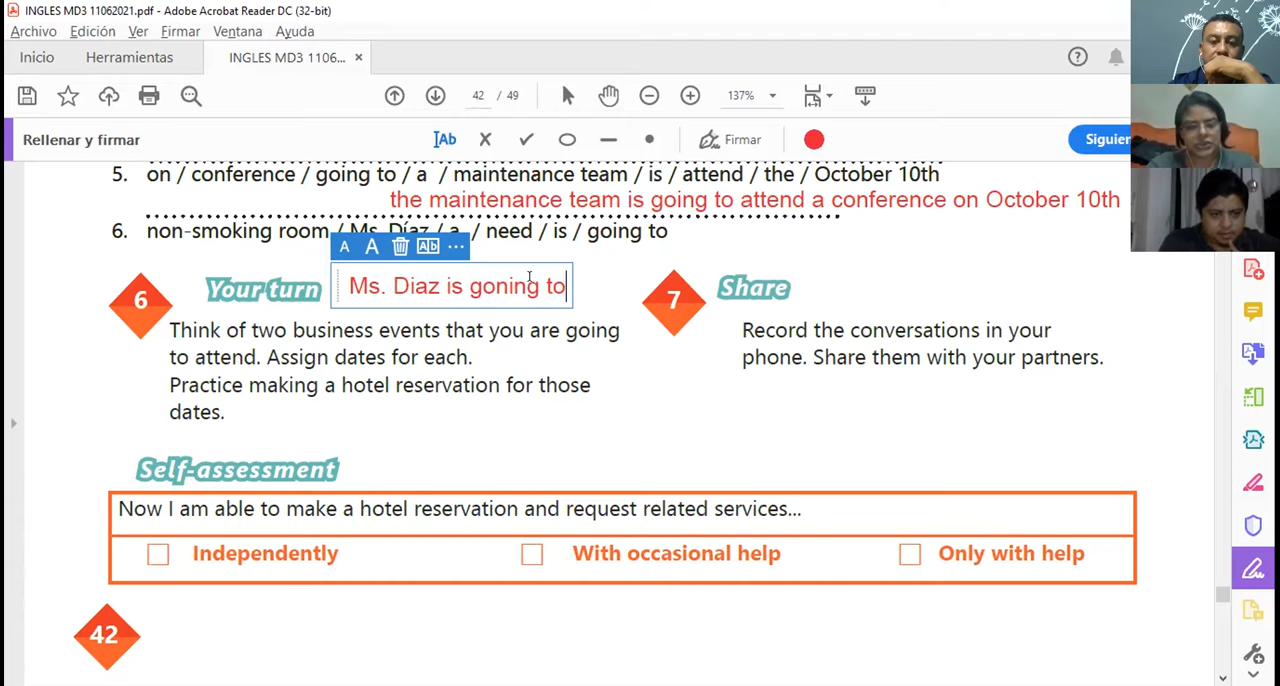 INGLES MD3 11062021.pdf - Adobe Acrobat Reader DC (32-bit)
Archivo Edición Ver Firmar Ventana Ayuda
Inicio Herramientas INGLES MD3 1106... ×
42 / 49 137%
Rellenar y firmar Ab Firmar Siguien
5. on / conference / going to / a / maintenance team / is / attend / the / October 10th
the maintenance team is going to attend a conference on October 10th
6. non-smoking room / Ms. Díaz / a / need / is / going to
A A Ab ...
6 Your turn Ms. Diaz is goning to
Think of two business events that you are going
to attend. Assign dates for each.
Practice making a hotel reservation for those
dates.
7 Share
Record the conversations in your
phone. Share them with your partners.
Self-assessment
Now I am able to make a hotel reservation and request related services...
Independently With occasional help Only with help
42